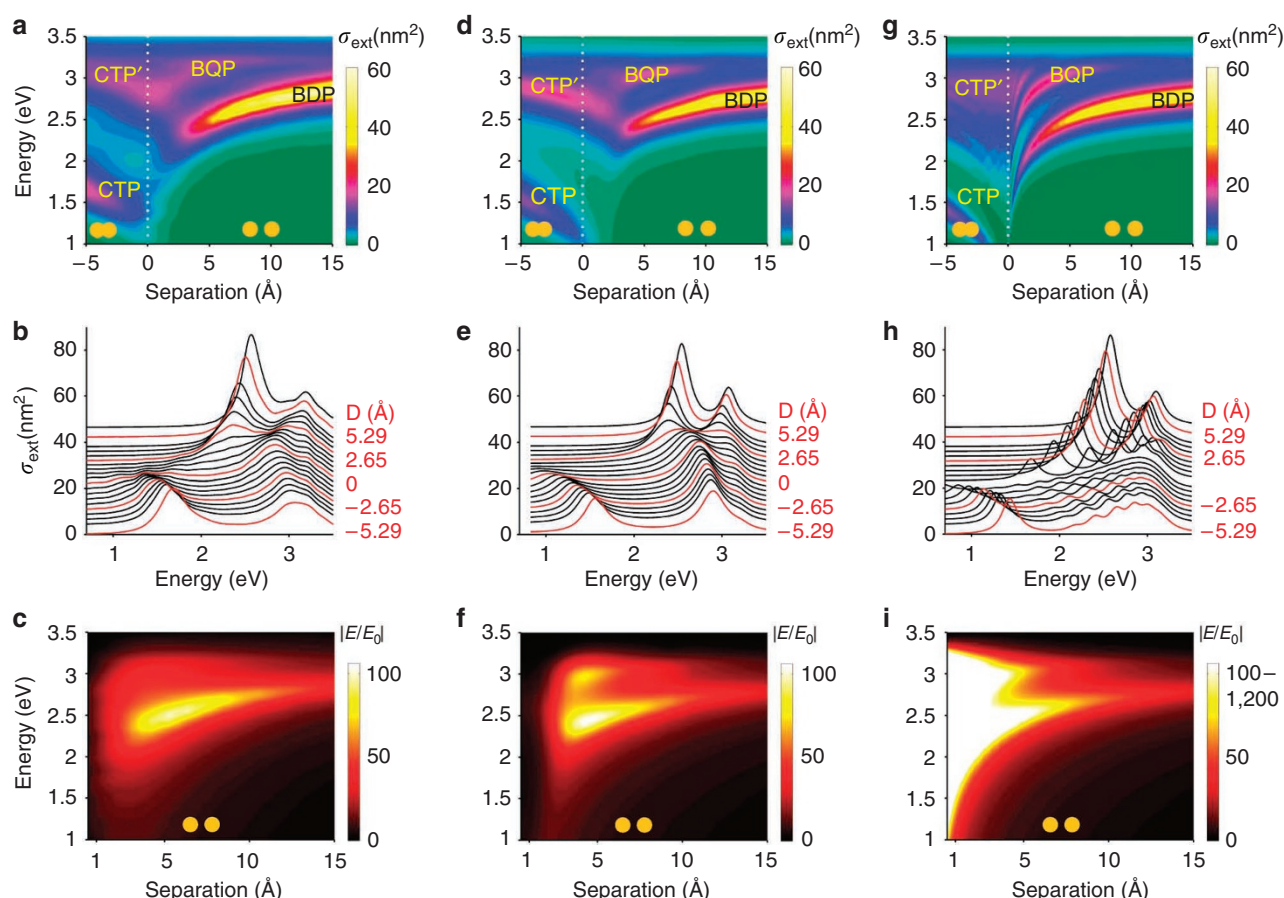 a
σext(nm²)
3.5
3
2.5
2
1.5
1
Energy (eV)
CTP′
BQP
BDP
CTP
60
40
20
0
−5
0
5
10
15
Separation (Å)
d
σext(nm²)
3.5
3
2.5
2
1.5
1
CTP′
BQP
BDP
CTP
60
40
20
0
−5
0
5
10
15
Separation (Å)
g
σext(nm²)
3.5
3
2.5
2
1.5
1
CTP′
BQP
BDP
CTP
60
40
20
0
−5
0
5
10
15
Separation (Å)
b
80
60
40
20
0
σext(nm²)
D (Å)
5.29
2.65
0
−2.65
−5.29
1
2
3
Energy (eV)
e
80
60
40
20
0
D (Å)
5.29
2.65
0
−2.65
−5.29
1
2
3
Energy (eV)
h
80
60
40
20
0
D (Å)
5.29
2.65
0
−2.65
−5.29
1
2
3
Energy (eV)
c
|E/E0|
3.5
3
2.5
2
1.5
1
Energy (eV)
100
50
0
1
5
10
15
Separation (Å)
f
|E/E0|
3.5
3
2.5
2
1.5
1
100
50
0
1
5
10
15
Separation (Å)
i
|E/E0|
3.5
3
2.5
2
1.5
1
100–
1,200
50
0
1
5
10
15
Separation (Å)